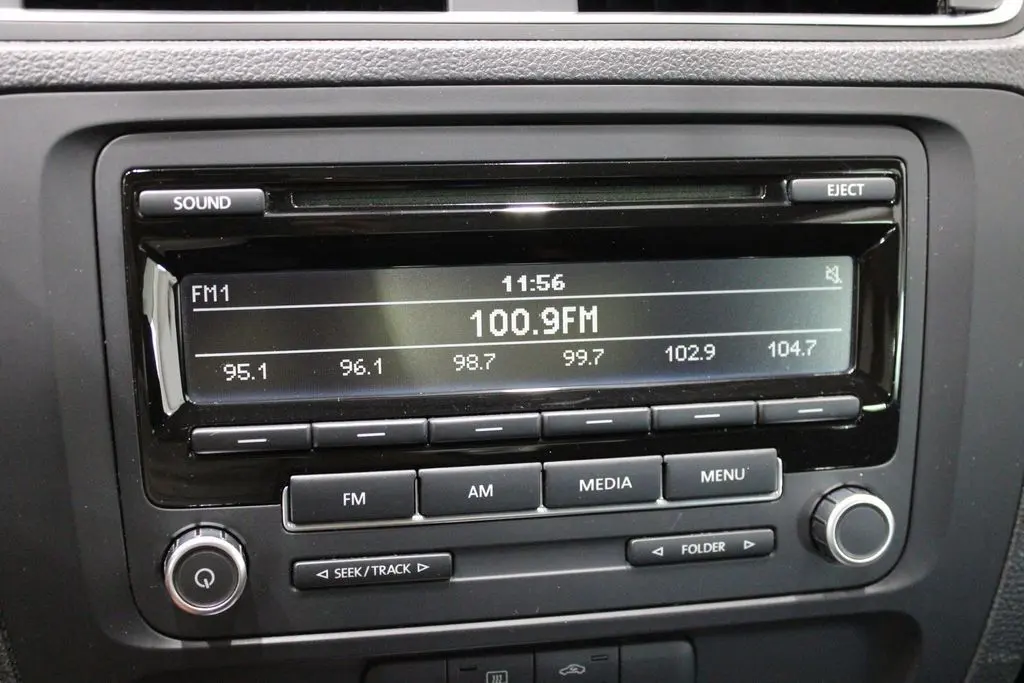 SOUND
EJECT
FM1 11:56
100.9FM
95.1 96.1 98.7 99.7 102.9 104.7
FM AM MEDIA MENU
SEEK/TRACK FOLDER